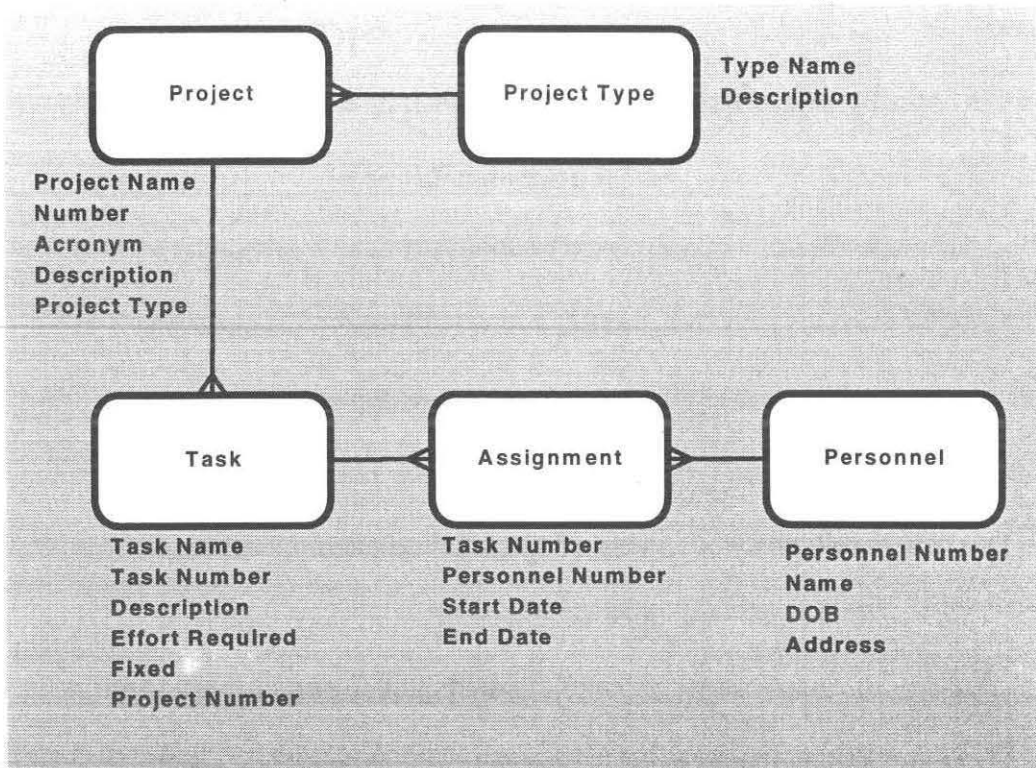 Project
Project Type
Type Name
Description
Project Name
Number
Acronym
Description
Project Type
Task
Assignment
Personnel
Task Name
Task Number
Description
Effort Required
Fixed
Project Number
Task Number
Personnel Number
Start Date
End Date
Personnel Number
Name
DOB
Address